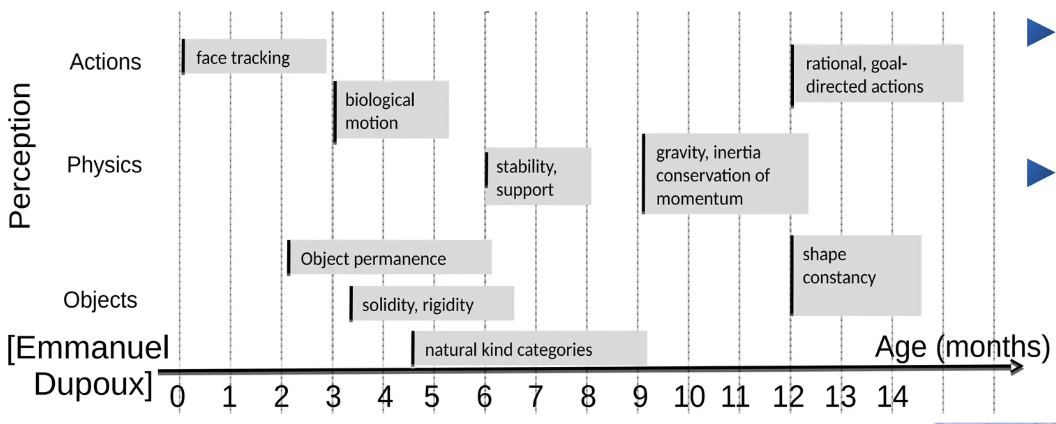 Perception
Actions
face tracking
biological
motion
rational, goal-
directed actions
Physics
stability,
support
gravity, inertia
conservation of
momentum
Objects
Object permanence
solidity, rigidity
natural kind categories
shape
constancy
[Emmanuel
Dupoux]
Age (months)
0 1 2 3 4 5 6 7 8 9 10 11 12 13 14